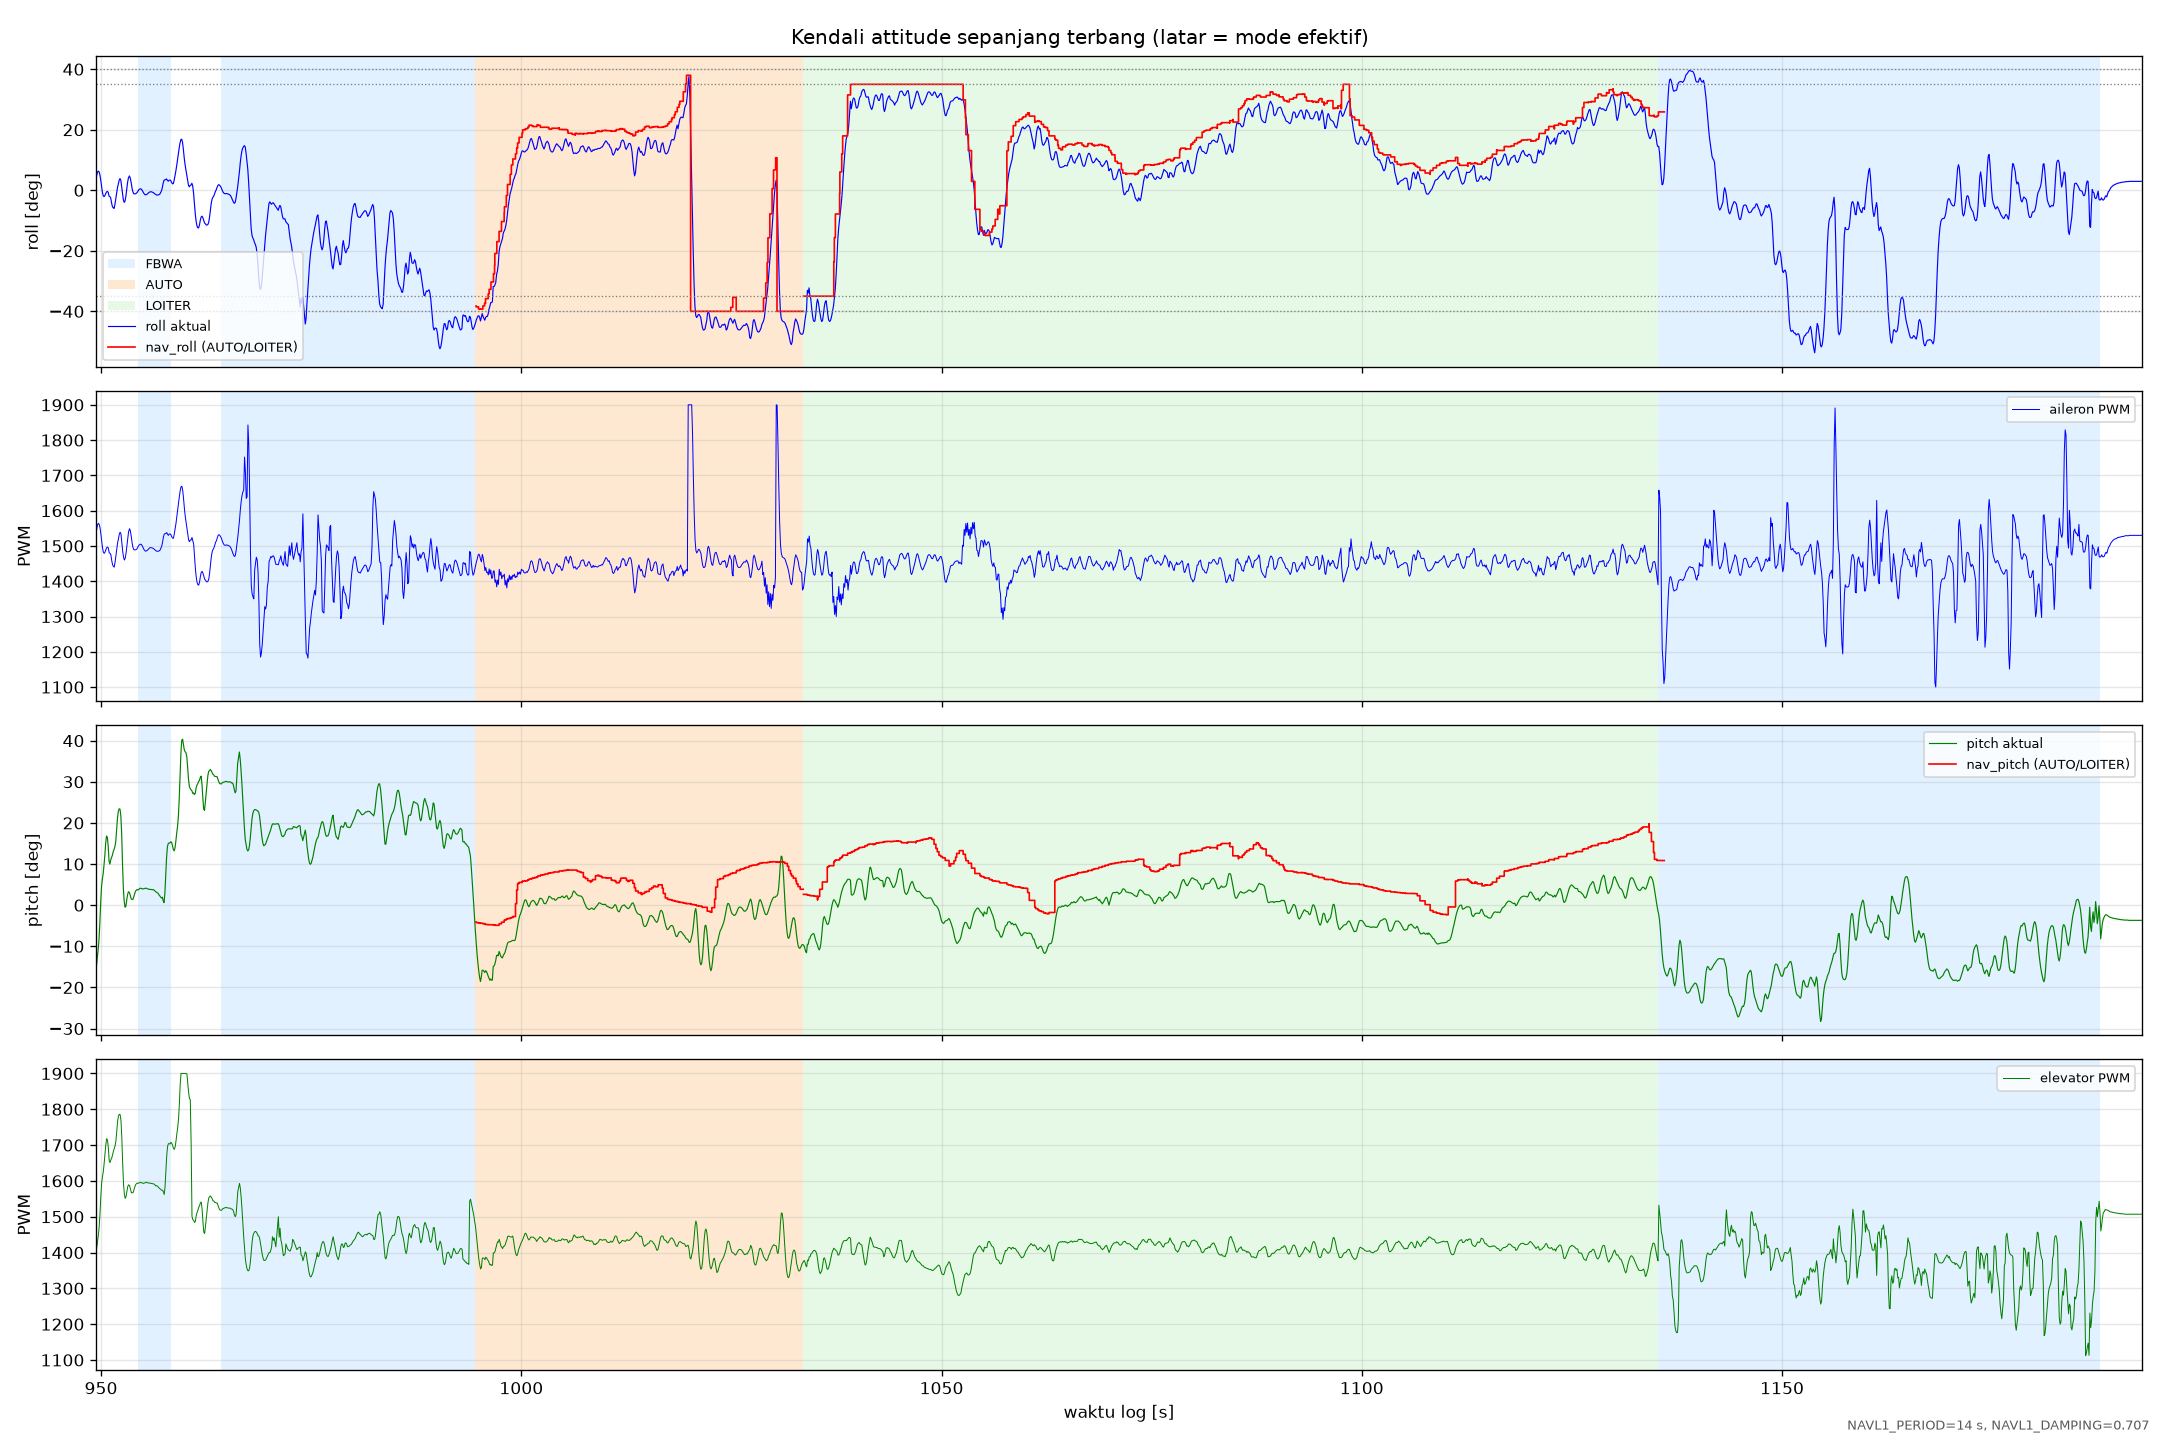 Kendali attitude sepanjang terbang (latar = mode efektif)
roll [deg]
40
20
0
−20
−40
FBWA
AUTO
LOITER
roll aktual
nav_roll (AUTO/LOITER)
PWM
1900
1800
1700
1600
1500
1400
1300
1200
1100
aileron PWM
pitch [deg]
40
30
20
10
0
−10
−20
−30
pitch aktual
nav_pitch (AUTO/LOITER)
PWM
1900
1800
1700
1600
1500
1400
1300
1200
1100
elevator PWM
950 1000 1050 1100 1150
waktu log [s]
NAVL1_PERIOD=14 s, NAVL1_DAMPING=0.707